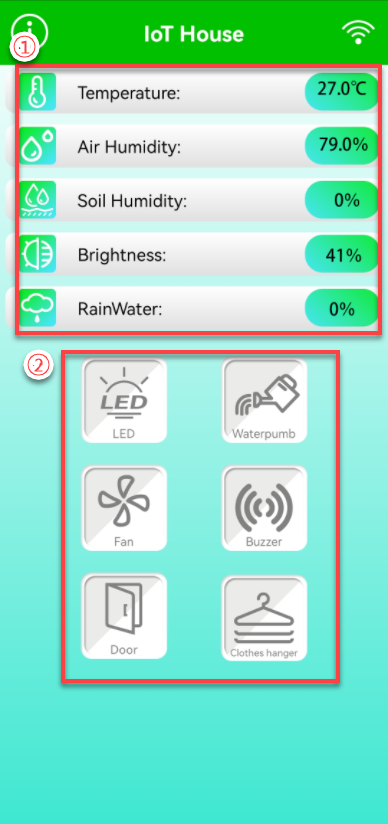 IoT House
①
Temperature: 27.0℃
Air Humidity: 79.0%
Soil Humidity: 0%
Brightness: 41%
RainWater: 0%
②
LED
LED Waterpumb
Fan Buzzer
Door Clothes hanger